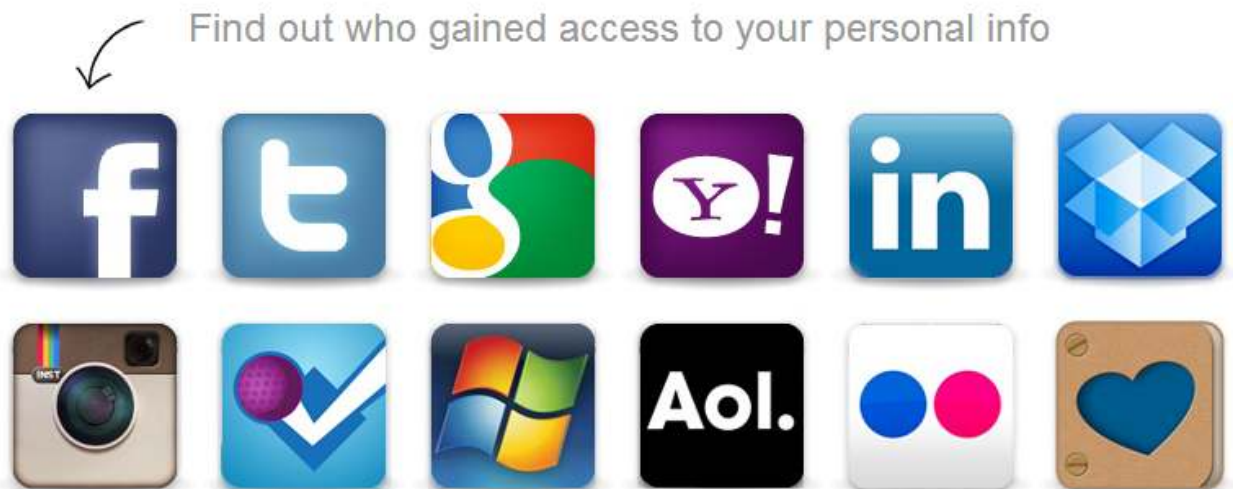 Find out who gained access to your personal info
f
t
g
Y!
in
INST
Aol.